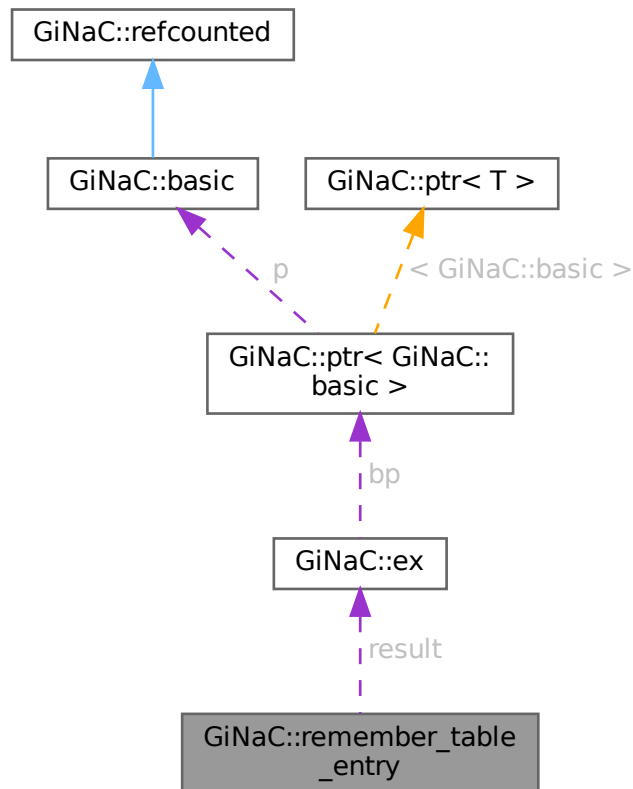 GiNaC::refcounted
GiNaC::basic
GiNaC::ptr< T >
p
< GiNaC::basic >
GiNaC::ptr< GiNaC::
basic >
bp
GiNaC::ex
result
GiNaC::remember_table
_entry